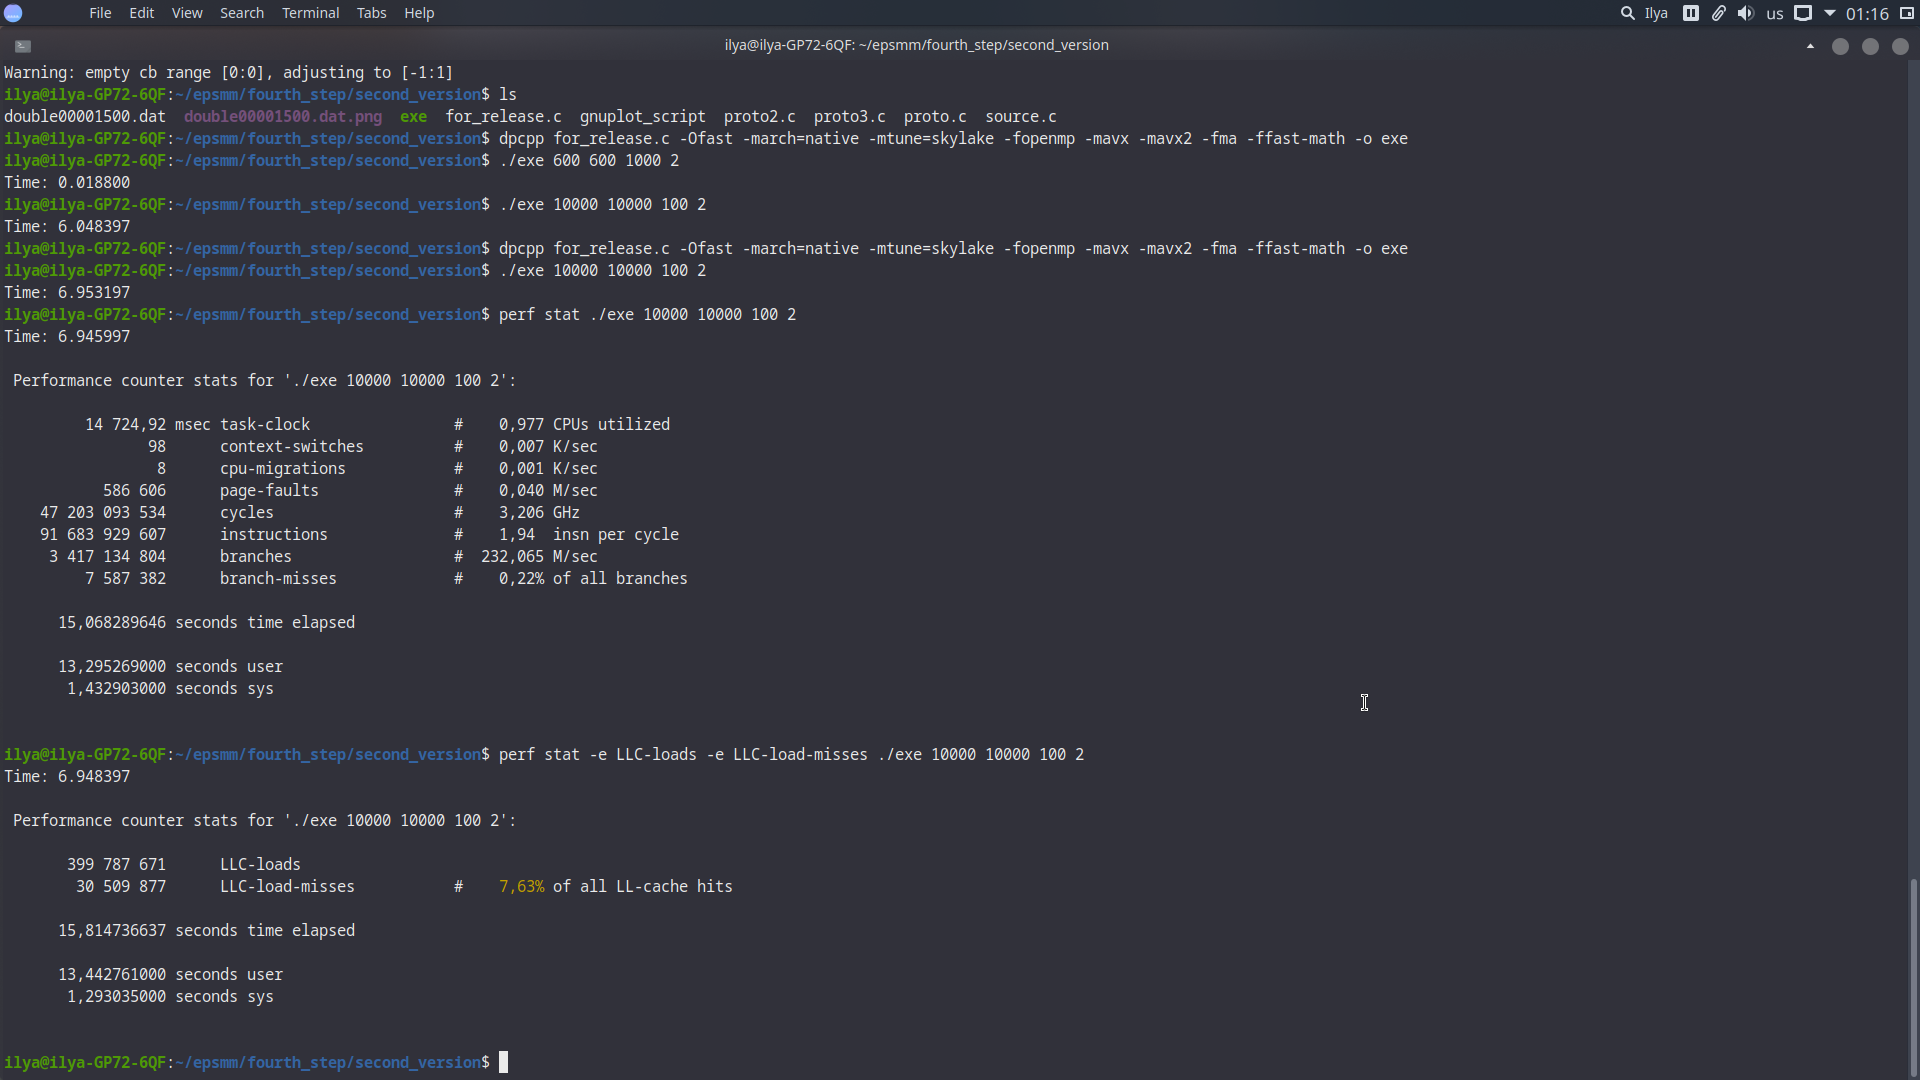 File Edit View Search Terminal Tabs Help Ilya us 01:16
ilya@ilya-GP72-6QF: ~/epsmm/fourth_step/second_version
Warning: empty cb range [0:0], adjusting to [-1:1]
ilya@ilya-GP72-6QF:~/epsmm/fourth_step/second_version$ ls
double00001500.dat  double00001500.dat.png  exe  for_release.c  gnuplot_script  proto2.c  proto3.c  proto.c  source.c
ilya@ilya-GP72-6QF:~/epsmm/fourth_step/second_version$ dpcpp for_release.c -Ofast -march=native -mtune=skylake -fopenmp -mavx -mavx2 -fma -ffast-math -o exe
ilya@ilya-GP72-6QF:~/epsmm/fourth_step/second_version$ ./exe 600 600 1000 2
Time: 0.018800
ilya@ilya-GP72-6QF:~/epsmm/fourth_step/second_version$ ./exe 10000 10000 100 2
Time: 6.048397
ilya@ilya-GP72-6QF:~/epsmm/fourth_step/second_version$ dpcpp for_release.c -Ofast -march=native -mtune=skylake -fopenmp -mavx -mavx2 -fma -ffast-math -o exe
ilya@ilya-GP72-6QF:~/epsmm/fourth_step/second_version$ ./exe 10000 10000 100 2
Time: 6.953197
ilya@ilya-GP72-6QF:~/epsmm/fourth_step/second_version$ perf stat ./exe 10000 10000 100 2
Time: 6.945997
Performance counter stats for './exe 10000 10000 100 2':
14 724,92 msec task-clock # 0,977 CPUs utilized
98 context-switches # 0,007 K/sec
8 cpu-migrations # 0,001 K/sec
586 606 page-faults # 0,040 M/sec
47 203 093 534 cycles # 3,206 GHz
91 683 929 607 instructions # 1,94 insn per cycle
3 417 134 804 branches # 232,065 M/sec
7 587 382 branch-misses # 0,22% of all branches
15,068289646 seconds time elapsed
13,295269000 seconds user
1,432903000 seconds sys
ilya@ilya-GP72-6QF:~/epsmm/fourth_step/second_version$ perf stat -e LLC-loads -e LLC-load-misses ./exe 10000 10000 100 2
Time: 6.948397
Performance counter stats for './exe 10000 10000 100 2':
399 787 671 LLC-loads
30 509 877 LLC-load-misses # 7,63% of all LL-cache hits
15,814736637 seconds time elapsed
13,442761000 seconds user
1,293035000 seconds sys
ilya@ilya-GP72-6QF:~/epsmm/fourth_step/second_version$